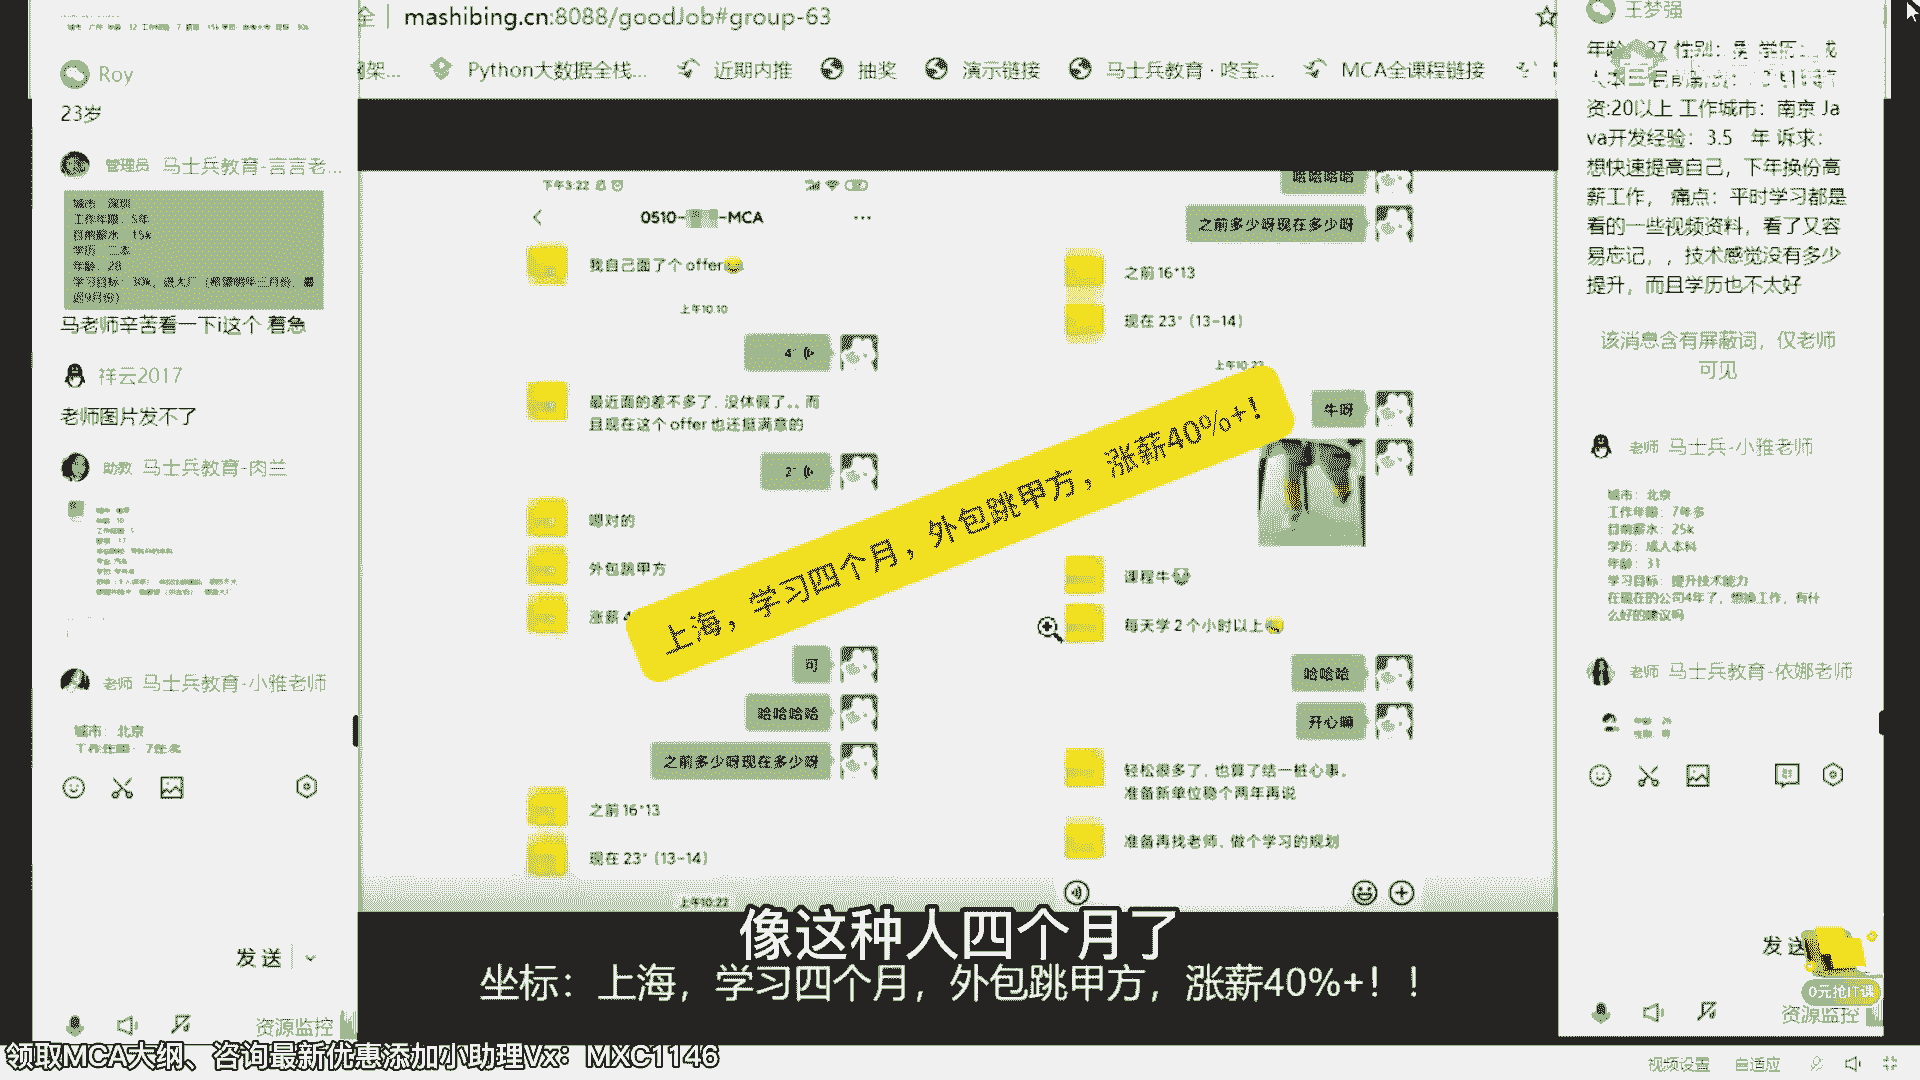 全 | mashibing.cn:8088/goodJob#group-63
Python大数据全栈...
近期内推
抽奖
演示链接
马士兵教育·咚宝...
MCA全课程链接
Roy
23岁
管理员 马士兵教育-言言老...
城市 深圳
工作年限 5年
目前薪水 15k
学历 二本
年龄 28
学习目标 30k，进大厂（希望明年三月份，最
迟9月份）
马老师辛苦看一下i这个 着急
祥云2017
老师图片发不了
助教 马士兵教育-肉兰
老师 马士兵教育-小雅老师
城市：北京
工作年限：7年多
发送
资源监控
下午3:22
0510-
-MCA
我自己面了个 offer
上午10:10
4"
最近面的差不多了，没休假了。。而
且现在这个 offer 也还挺满意的
2"
嗯对的
外包跳甲方
涨薪 4
可
哈哈哈哈
之前多少呀现在多少呀
之前 16*13
现在 23*（13-14）
上午10:22
哈哈哈哈
之前多少呀现在多少呀
之前 16*13
现在 23*（13-14）
上午10:22
牛呀
课程牛
每天学 2 个小时以上
哈哈哈
开心嘛
轻松很多了，也算了结一桩心事。
准备新单位稳个两年再说
准备再找老师、做个学习的规划
上海，学习四个月，外包跳甲方，涨薪40%+！
像这种人四个月了
坐标：上海，学习四个月，外包跳甲方，涨薪40%+！！
王梦强
资:20以上 工作城市：南京 Ja
va开发经验：3.5 年 诉求：
想快速提高自己，下年换份高
薪工作， 痛点：平时学习都是
看的一些视频资料，看了又容
易忘记，，技术感觉没有多少
提升，而且学历也不太好
该消息含有屏蔽词，仅老师
可见
老师 马士兵-小雅老师
城市：北京
工作年限：7年多
目前薪水：25k
学历：成人本科
年龄：31
学习目标：提升技术能力
在现在的公司4年了，想换工作，有什
么好的建议吗
老师 马士兵教育-依娜老师
发送
0元抢IT课
资源监控
领取MCA大纲、咨询最新优惠添加小助理Vx：MXC1146
视频设置
自适应